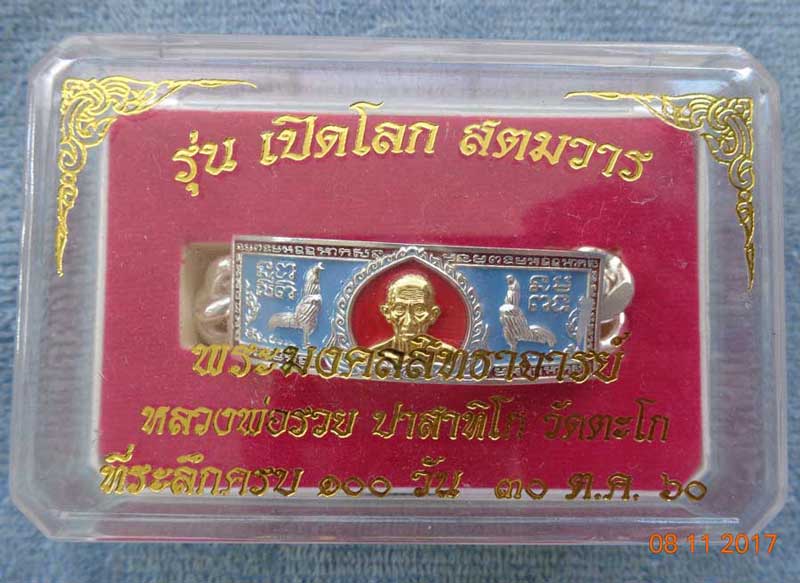 รุ่น เปิดโลก สตมวาร
พระมงคลสิทธาจารย์
หลวงพ่อรวย ปาสาทิโก วัดตะโก
ที่ระลึกครบ ๑๐๐ วัน ๓๐ ต.ค. ๖๐
08 11 2017